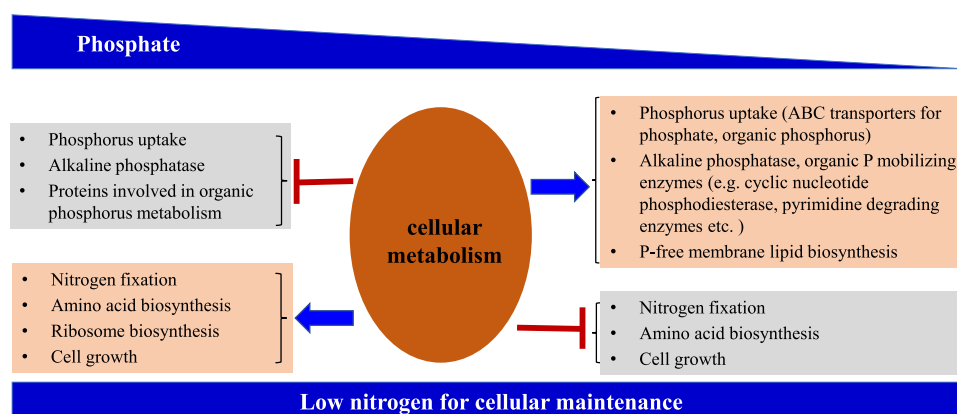 Phosphate
• Phosphorus uptake
• Alkaline phosphatase
• Proteins involved in organic
phosphorus metabolism
• Nitrogen fixation
• Amino acid biosynthesis
• Ribosome biosynthesis
• Cell growth
cellular
metabolism
• Phosphorus uptake (ABC transporters for
phosphate, organic phosphorus)
• Alkaline phosphatase, organic P mobilizing
enzymes (e.g. cyclic nucleotide
phosphodiesterase, pyrimidine degrading
enzymes etc. )
• P-free membrane lipid biosynthesis
• Nitrogen fixation
• Amino acid biosynthesis
• Cell growth
Low nitrogen for cellular maintenance